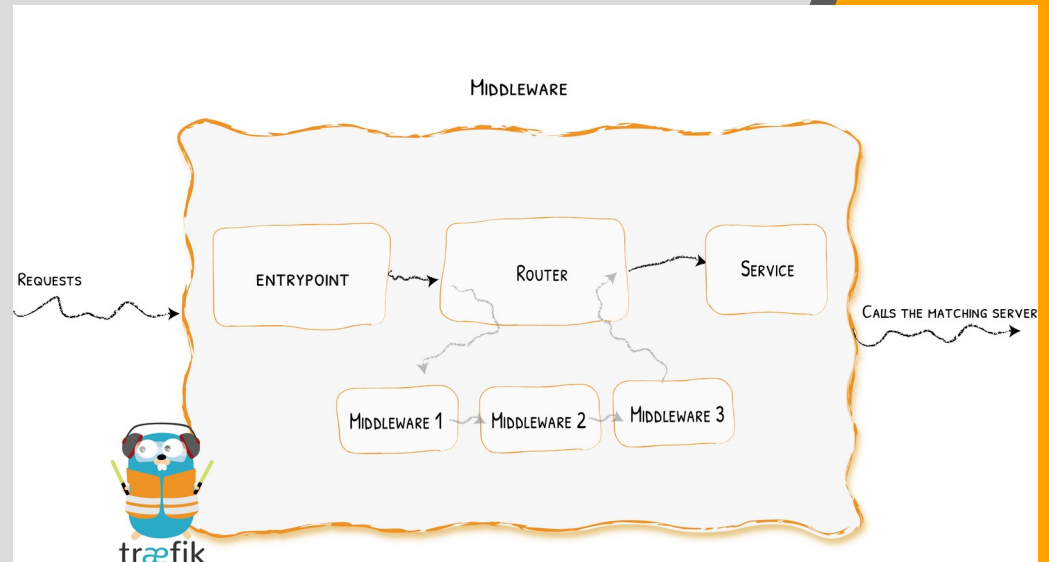 MIDDLEWARE
REQUESTS
ENTRYPOINT
ROUTER
SERVICE
CALLS THE MATCHING SERVER
MIDDLEWARE 1
MIDDLEWARE 2
MIDDLEWARE 3
træfik